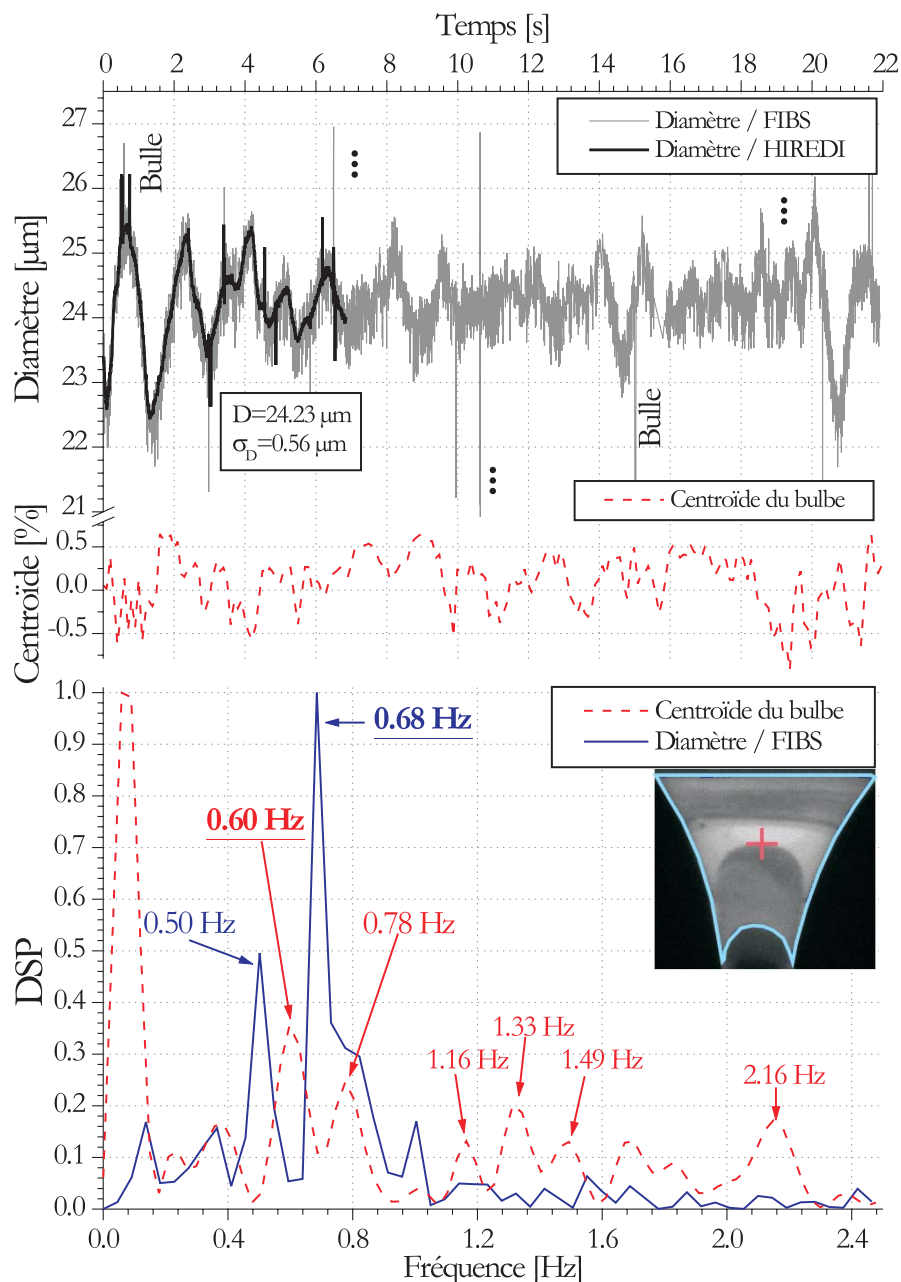 Temps [s]
0 2 4 6 8 10 12 14 16 18 20 22
Diamètre / FIBS
Diamètre / HIREDI
Bulle
Diamètre [µm]
27
26
25
24
23
22
21
D=24.23 µm
σD=0.56 µm
Bulle
Centroïde du bulbe
Centroïde [%]
0.5
0.0
-0.5
Centroïde du bulbe
Diamètre / FIBS
DSP
1.0
0.9
0.8
0.7
0.6
0.5
0.4
0.3
0.2
0.1
0.0
0.68 Hz
0.60 Hz
0.50 Hz
0.78 Hz
1.33 Hz
1.16 Hz
1.49 Hz
2.16 Hz
0.0 0.4 0.8 1.2 1.6 2.0 2.4
Fréquence [Hz]